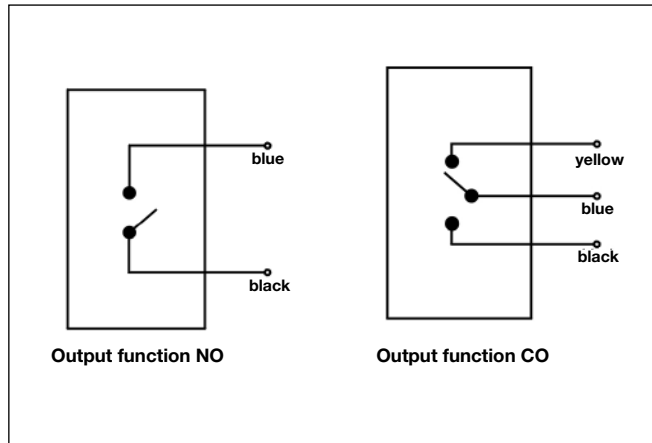 blue
black
Output function NO
yellow
blue
black
Output function CO